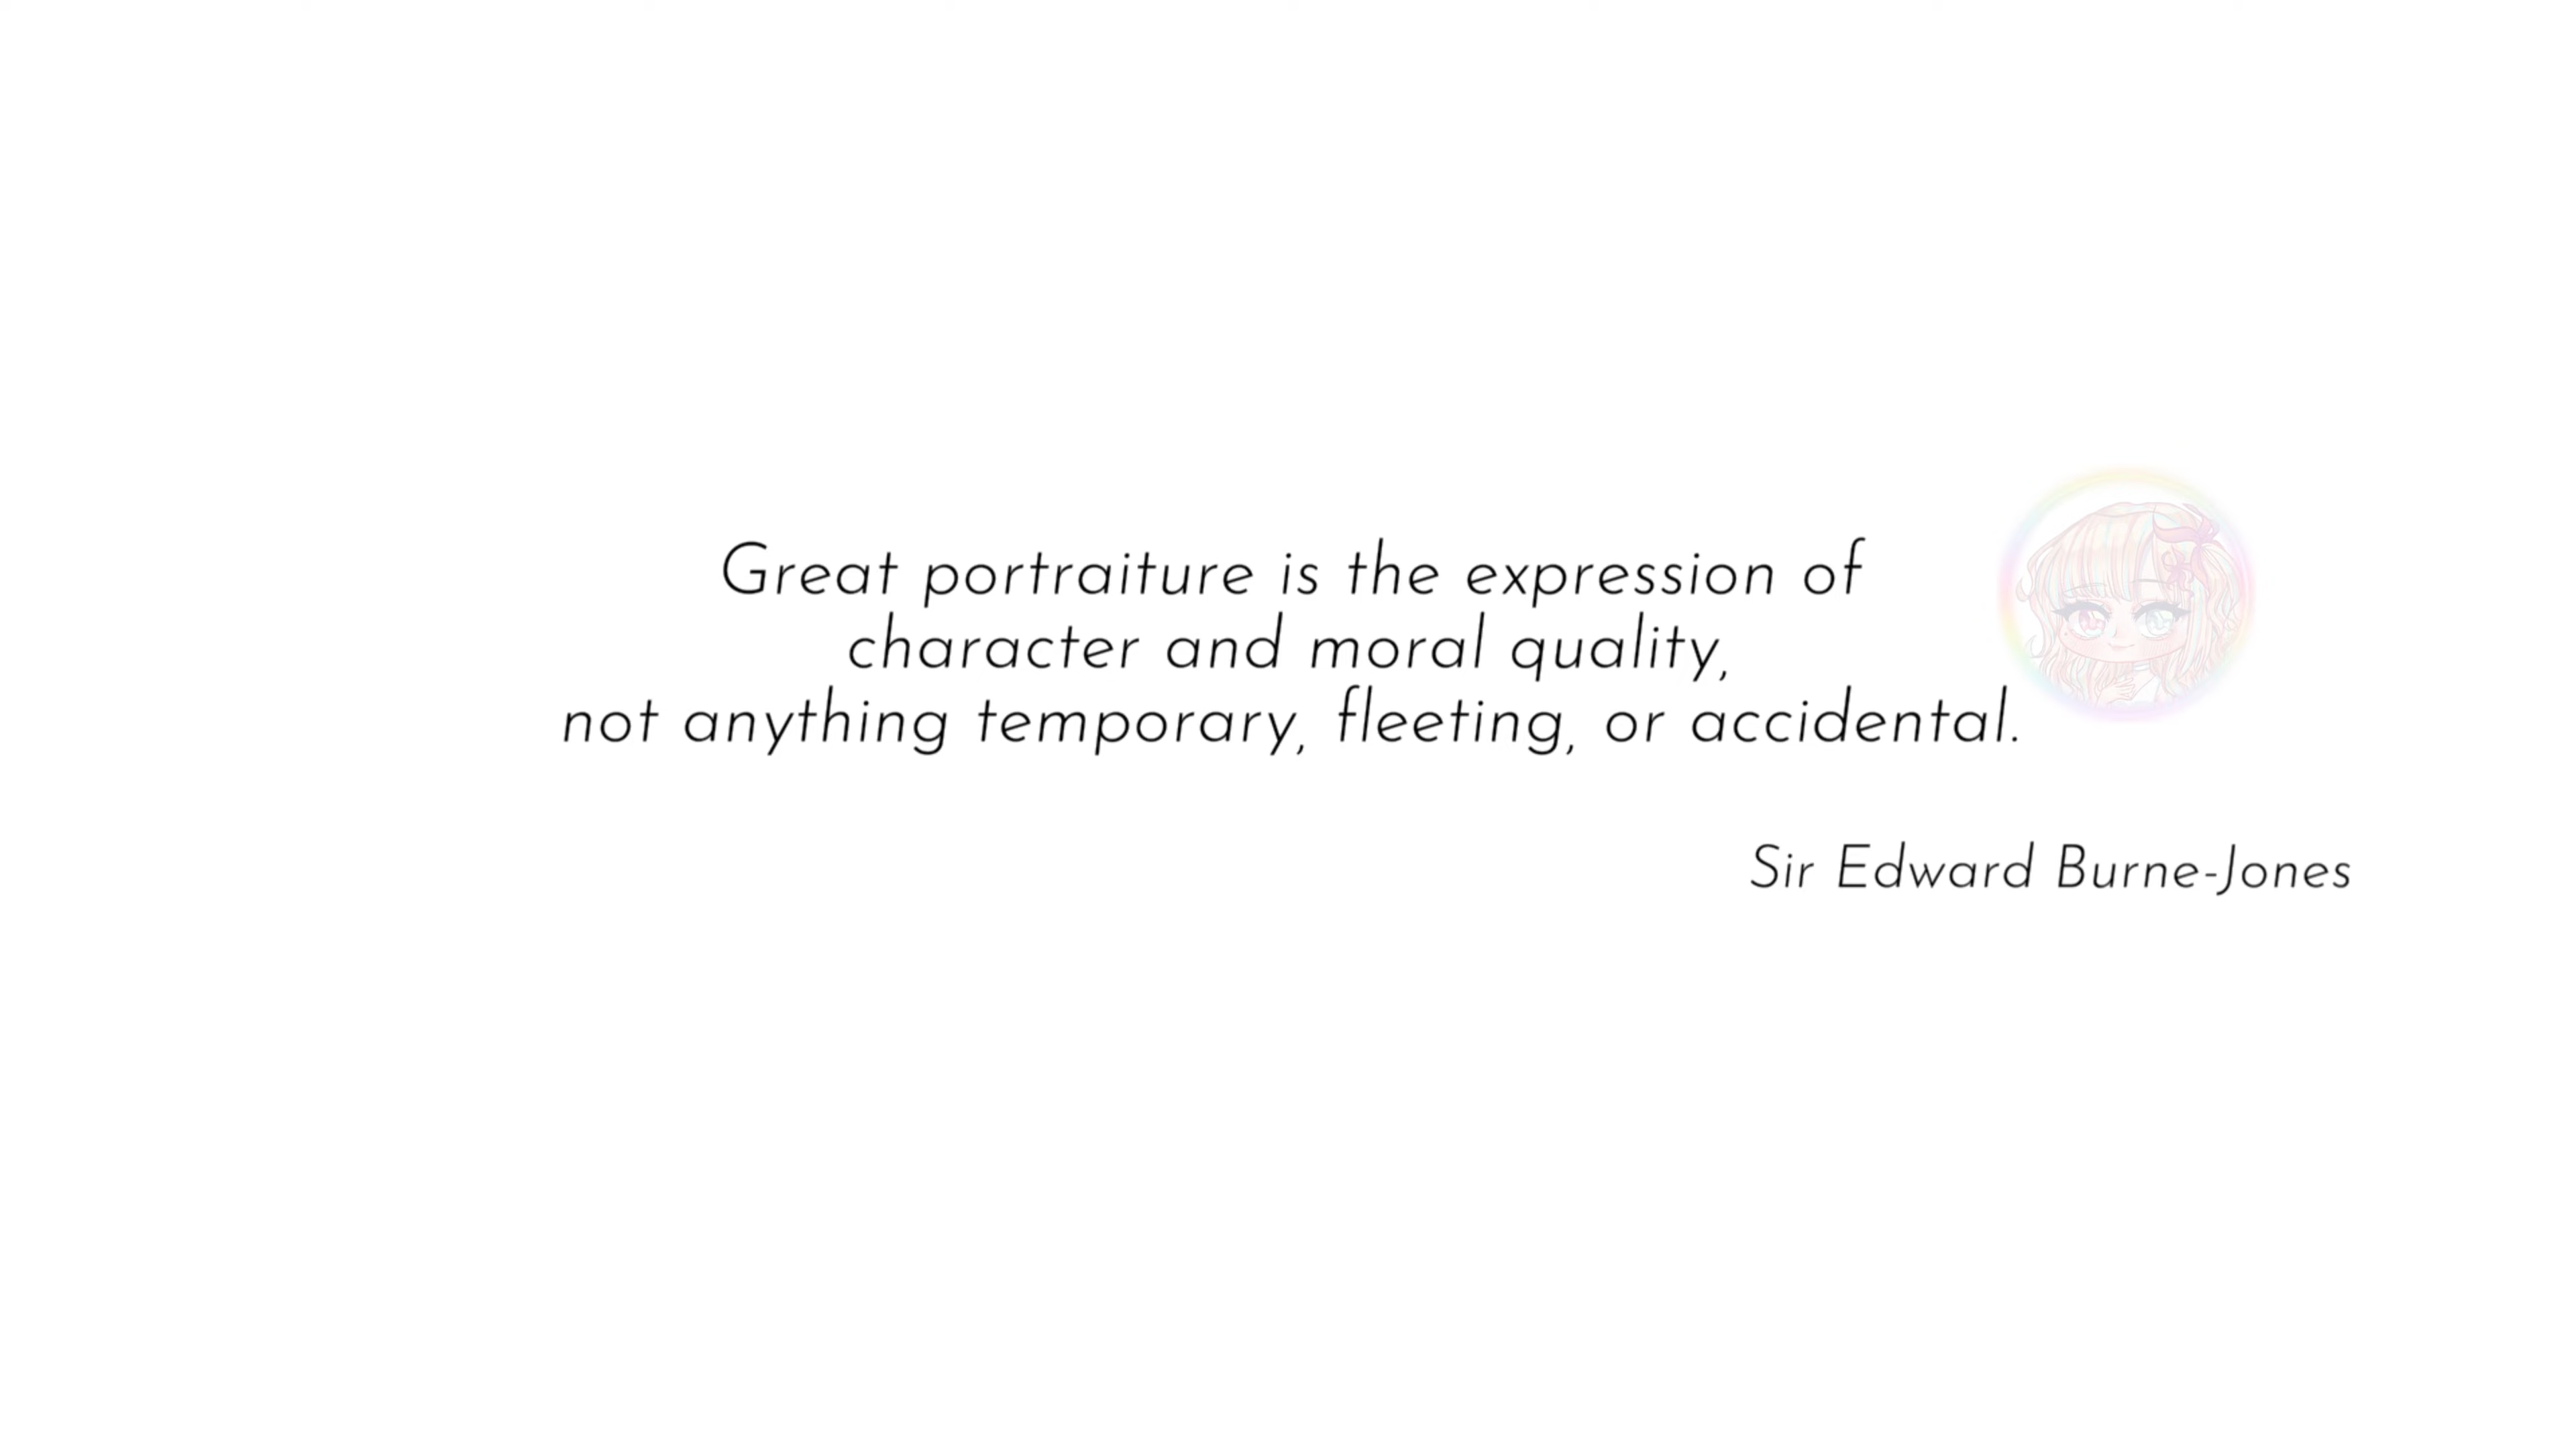 Great portraiture is the expression of
character and moral quality,
not anything temporary, fleeting, or accidental.
Sir Edward Burne-Jones